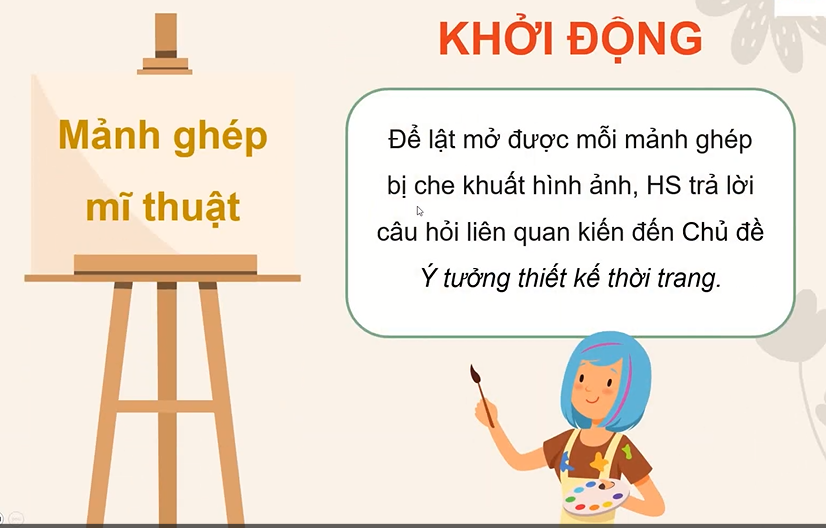 KHỞI ĐỘNG
Mảnh ghép
mĩ thuật
Để lật mở được mỗi mảnh ghép
bị che khuất hình ảnh, HS trả lời
câu hỏi liên quan kiến đến Chủ đề
Ý tưởng thiết kế thời trang.